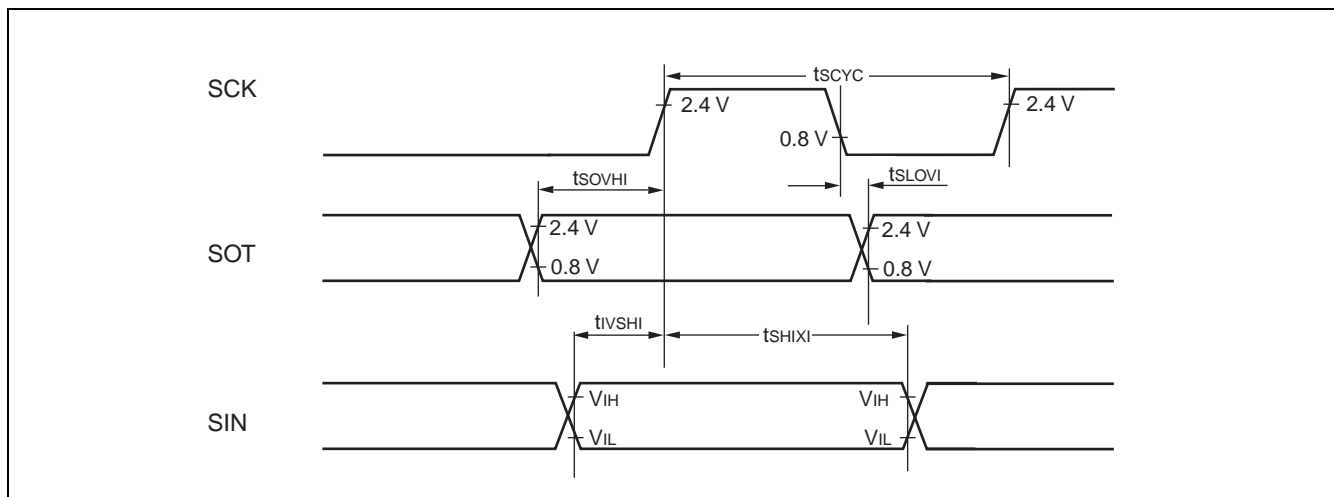 tSCYC
SCK
2.4 V
2.4 V
0.8 V
tSOVHI
tSLOVI
2.4 V
2.4 V
SOT
0.8 V
0.8 V
tIVSHI
tSHIXI
VIH
VIH
SIN
VIL
VIL